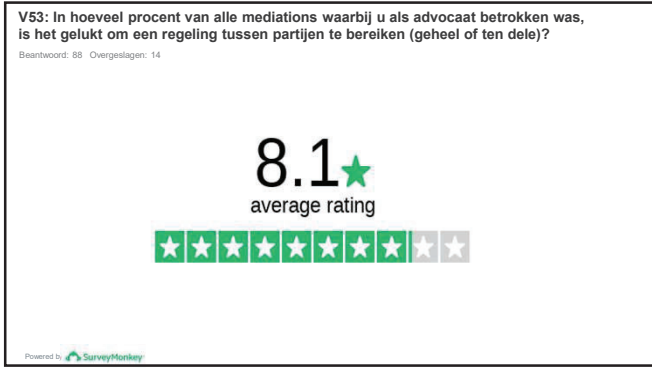 V53: In hoeveel procent van alle mediations waarbij u als advocaat betrokken was,
is het gelukt om een regeling tussen partijen te bereiken (geheel of ten dele)?
Beantwoord: 88 Overgeslagen: 14
8.1
average rating
Powered by SurveyMonkey